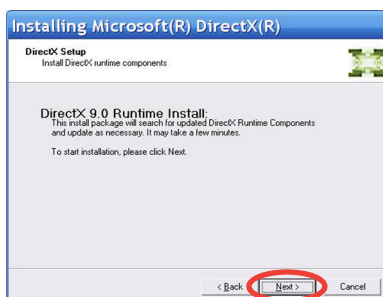 Installing Microsoft(R) DirectX(R)
DirectX Setup
Install DirectX runtime components
DirectX 9.0 Runtime Install:
This install package will search for updated DirectX Runtime Components
and update as necessary. It may take a few minutes.
To start installation, please click Next.
< Back Next > Cancel